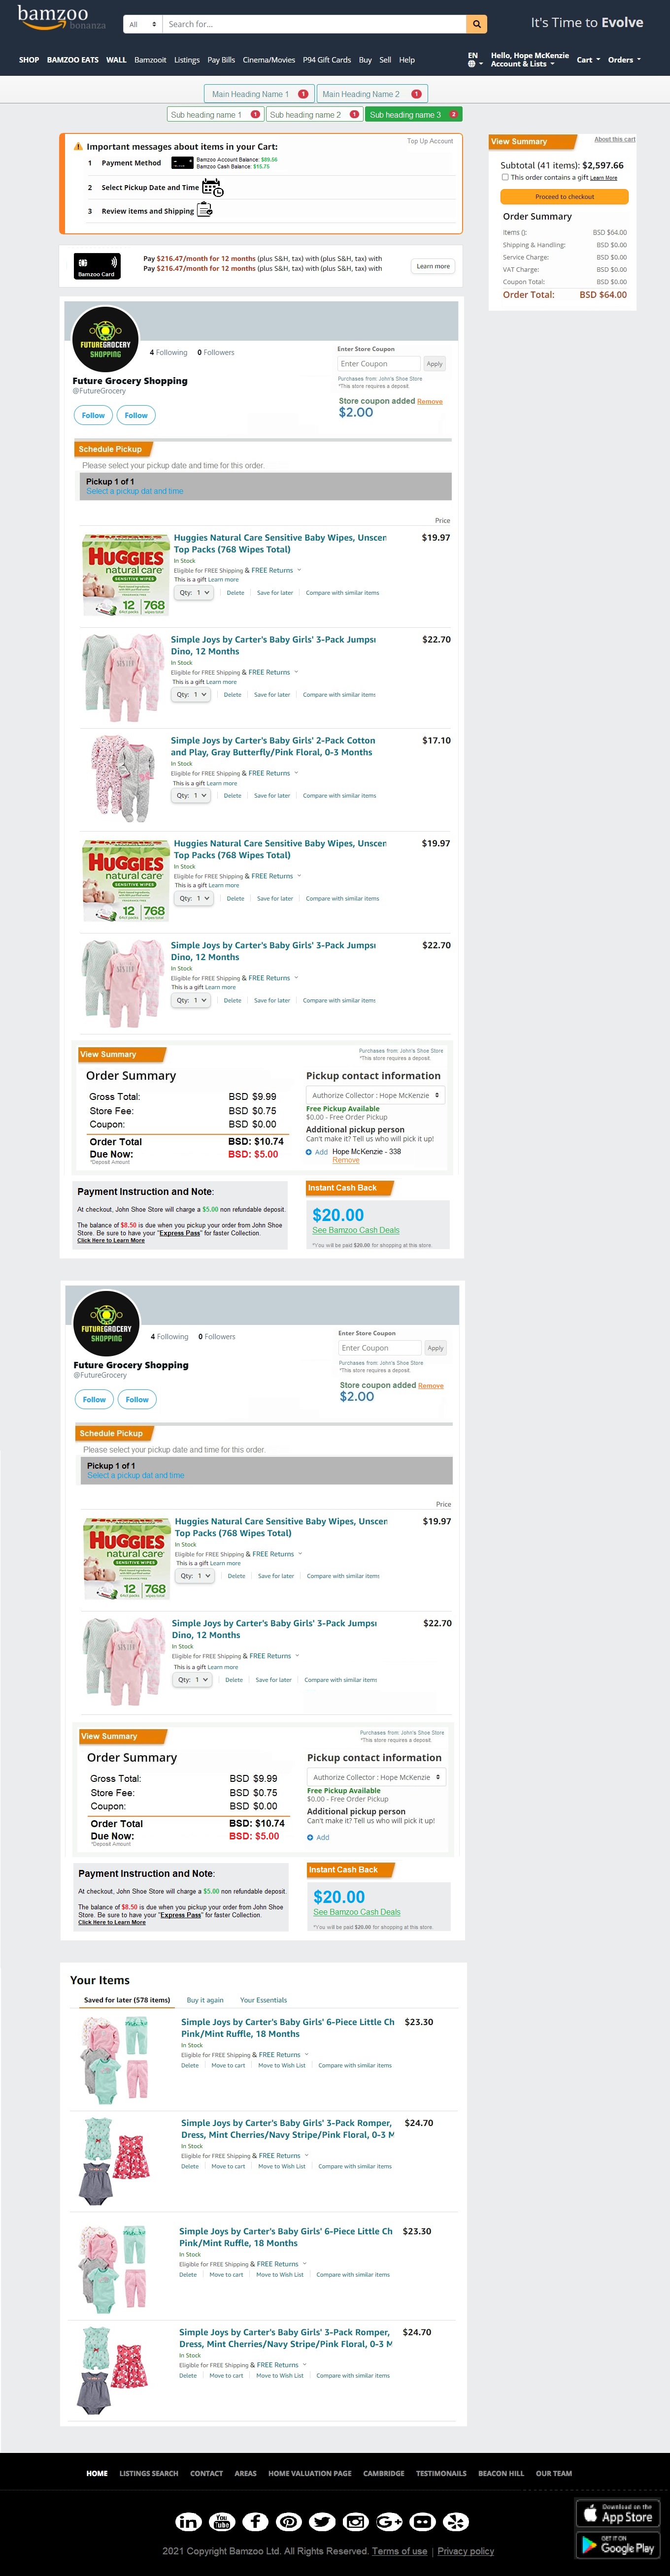 bamzoo
bonanza
All
Search for...
It's Time to Evolve
SHOP BAMZOO EATS WALL Bamzooit Listings Pay Bills Cinema/Movies P94 Gift Cards Buy Sell Help
EN
Hello, Hope McKenzie
Account & Lists
Cart
Orders
Main Heading Name 1 1
Main Heading Name 2 1
Sub heading name 1 1
Sub heading name 2 1
Sub heading name 3 2
Important messages about items in your Cart:
Top Up Account
1 Payment Method
Bamzoo Account Balance: $89.66
Bamzoo Cash Balance: $16.75
2 Select Pickup Date and Time
3 Review items and Shipping
View Summary
About this cart
Subtotal (41 items): $2,597.66
This order contains a gift Learn More
Proceed to checkout
Order Summary
Items (): BSD $64.00
Shipping & Handling: BSD $0.00
Service Charge: BSD $0.00
VAT Charge: BSD $0.00
Coupon Total: BSD $0.00
Order Total: BSD $64.00
Bamzoo Card
Pay $216.47/month for 12 months (plus S&H, tax) with (plus S&H, tax) with
Pay $216.47/month for 12 months (plus S&H, tax) with (plus S&H, tax) with
Learn more
FUTUREGROCERY
SHOPPING
4 Following 0 Followers
Future Grocery Shopping
@FutureGrocery
Follow
Follow
Enter Store Coupon
Enter Coupon
Apply
Purchases from: John's Shoe Store
*This store requires a deposit.
Store coupon added Remove
$2.00
Schedule Pickup
Please select your pickup date and time for this order.
Pickup 1 of 1
Select a pickup dat and time
Price
HUGGIES
natural care
SENSITIVE WIPES
12 768
Huggies Natural Care Sensitive Baby Wipes, Unscen
$19.97
Top Packs (768 Wipes Total)
In Stock
Eligible for FREE Shipping & FREE Returns
This is a gift Learn more
Qty: 1 Delete Save for later Compare with similar items
Simple Joys by Carter's Baby Girls' 3-Pack Jumpsu
$22.70
Dino, 12 Months
In Stock
Eligible for FREE Shipping & FREE Returns
This is a gift Learn more
Qty: 1 Delete Save for later Compare with similar items
Simple Joys by Carter's Baby Girls' 2-Pack Cotton
$17.10
and Play, Gray Butterfly/Pink Floral, 0-3 Months
In Stock
Eligible for FREE Shipping & FREE Returns
This is a gift Learn more
Qty: 1 Delete Save for later Compare with similar items
HUGGIES
natural care
SENSITIVE WIPES
12 768
Huggies Natural Care Sensitive Baby Wipes, Unscen
$19.97
Top Packs (768 Wipes Total)
In Stock
Eligible for FREE Shipping & FREE Returns
This is a gift Learn more
Qty: 1 Delete Save for later Compare with similar items
Simple Joys by Carter's Baby Girls' 3-Pack Jumpsu
$22.70
Dino, 12 Months
In Stock
Eligible for FREE Shipping & FREE Returns
This is a gift Learn more
Qty: 1 Delete Save for later Compare with similar items
View Summary
Purchases from: John's Shoe Store
*This store requires a deposit.
Order Summary
Gross Total: BSD $9.99
Store Fee: BSD $0.75
Coupon: BSD $0.00
Order Total BSD: $10.74
Due Now: BSD: $5.00
*Deposit Amount
Pickup contact information
Authorize Collector : Hope McKenzie
Free Pickup Available
$0.00 - Free Order Pickup
Additional pickup person
Can't make it? Tell us who will pick it up!
Add Hope McKenzie - 338
Remove
Payment Instruction and Note:
At checkout, John Shoe Store will charge a $5.00 non refundable deposit.
The balance of $8.50 is due when you pickup your order from John Shoe
Store. Be sure to have your "Express Pass" for faster Collection.
Click Here to Learn More
Instant Cash Back
$20.00
See Bamzoo Cash Deals
*You will be paid $20.00 for shopping at this store.
FUTUREGROCERY
SHOPPING
4 Following 0 Followers
Future Grocery Shopping
@FutureGrocery
Follow
Follow
Enter Store Coupon
Enter Coupon
Apply
Purchases from: John's Shoe Store
*This store requires a deposit.
Store coupon added Remove
$2.00
Schedule Pickup
Please select your pickup date and time for this order.
Pickup 1 of 1
Select a pickup dat and time
Price
HUGGIES
natural care
SENSITIVE WIPES
12 768
Huggies Natural Care Sensitive Baby Wipes, Unscen
$19.97
Top Packs (768 Wipes Total)
In Stock
Eligible for FREE Shipping & FREE Returns
This is a gift Learn more
Qty: 1 Delete Save for later Compare with similar items
Simple Joys by Carter's Baby Girls' 3-Pack Jumpsu
$22.70
Dino, 12 Months
In Stock
Eligible for FREE Shipping & FREE Returns
This is a gift Learn more
Qty: 1 Delete Save for later Compare with similar items
View Summary
Purchases from: John's Shoe Store
*This store requires a deposit.
Order Summary
Gross Total: BSD $9.99
Store Fee: BSD $0.75
Coupon: BSD $0.00
Order Total BSD: $10.74
Due Now: BSD: $5.00
*Deposit Amount
Pickup contact information
Authorize Collector : Hope McKenzie
Free Pickup Available
$0.00 - Free Order Pickup
Additional pickup person
Can't make it? Tell us who will pick it up!
Add
Payment Instruction and Note:
At checkout, John Shoe Store will charge a $5.00 non refundable deposit.
The balance of $8.50 is due when you pickup your order from John Shoe
Store. Be sure to have your "Express Pass" for faster Collection.
Click Here to Learn More
Instant Cash Back
$20.00
See Bamzoo Cash Deals
*You will be paid $20.00 for shopping at this store.
Your Items
Saved for later (578 items) Buy it again Your Essentials
Simple Joys by Carter's Baby Girls' 6-Piece Little Ch
$23.30
Pink/Mint Ruffle, 18 Months
In Stock
Eligible for FREE Shipping & FREE Returns
Delete Move to cart Move to Wish List Compare with similar items
Simple Joys by Carter's Baby Girls' 3-Pack Romper,
$24.70
Dress, Mint Cherries/Navy Stripe/Pink Floral, 0-3 M
In Stock
Eligible for FREE Shipping & FREE Returns
Delete Move to cart Move to Wish List Compare with similar items
Simple Joys by Carter's Baby Girls' 6-Piece Little Ch
$23.30
Pink/Mint Ruffle, 18 Months
In Stock
Eligible for FREE Shipping & FREE Returns
Delete Move to cart Move to Wish List Compare with similar items
Simple Joys by Carter's Baby Girls' 3-Pack Romper,
$24.70
Dress, Mint Cherries/Navy Stripe/Pink Floral, 0-3 M
In Stock
Eligible for FREE Shipping & FREE Returns
Delete Move to cart Move to Wish List Compare with similar items
HOME LISTINGS SEARCH CONTACT AREAS HOME VALUATION PAGE CAMBRIDGE TESTIMONAILS BEACON HILL OUR TEAM
Download on the
App Store
GET IT ON
Google Play
2021 Copyright Bamzoo Ltd. All Rights Reserved. Terms of use | Privacy policy